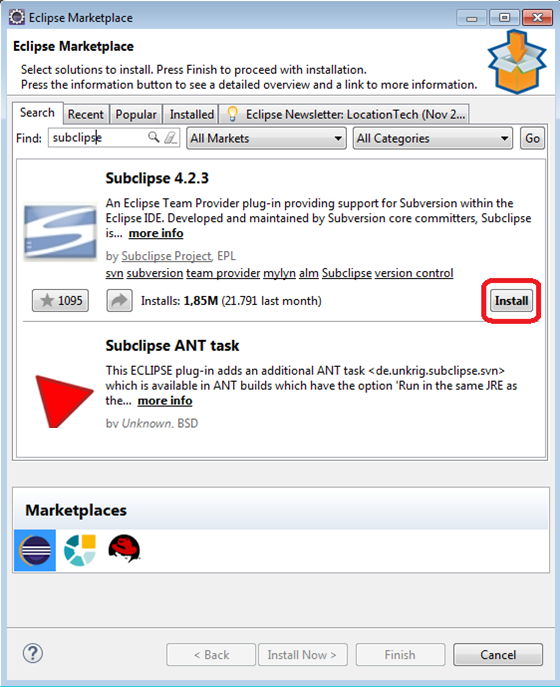 Eclipse Marketplace
Eclipse Marketplace
Select solutions to install. Press Finish to proceed with installation.
Press the information button to see a detailed overview and a link to more information.
Search Recent Popular Installed Eclipse Newsletter: LocationTech (Nov 2...
Find: subclipse All Markets All Categories Go
Subclipse 4.2.3
An Eclipse Team Provider plug-in providing support for Subversion within the
Eclipse IDE. Developed and maintained by Subversion core committers, Subclipse
is... more info
by Subclipse Project, EPL
svn subversion team provider mylyn alm Subclipse version control
1095 Installs: 1,85M (21.791 last month) Install
Subclipse ANT task
This ECLIPSE plug-in adds an additional ANT task <de.unkrig.subclipse.svn>
which is available in ANT builds which have the option 'Run in the same JRE as
the... more info
by Unknown, BSD
Marketplaces
? < Back Install Now > Finish Cancel